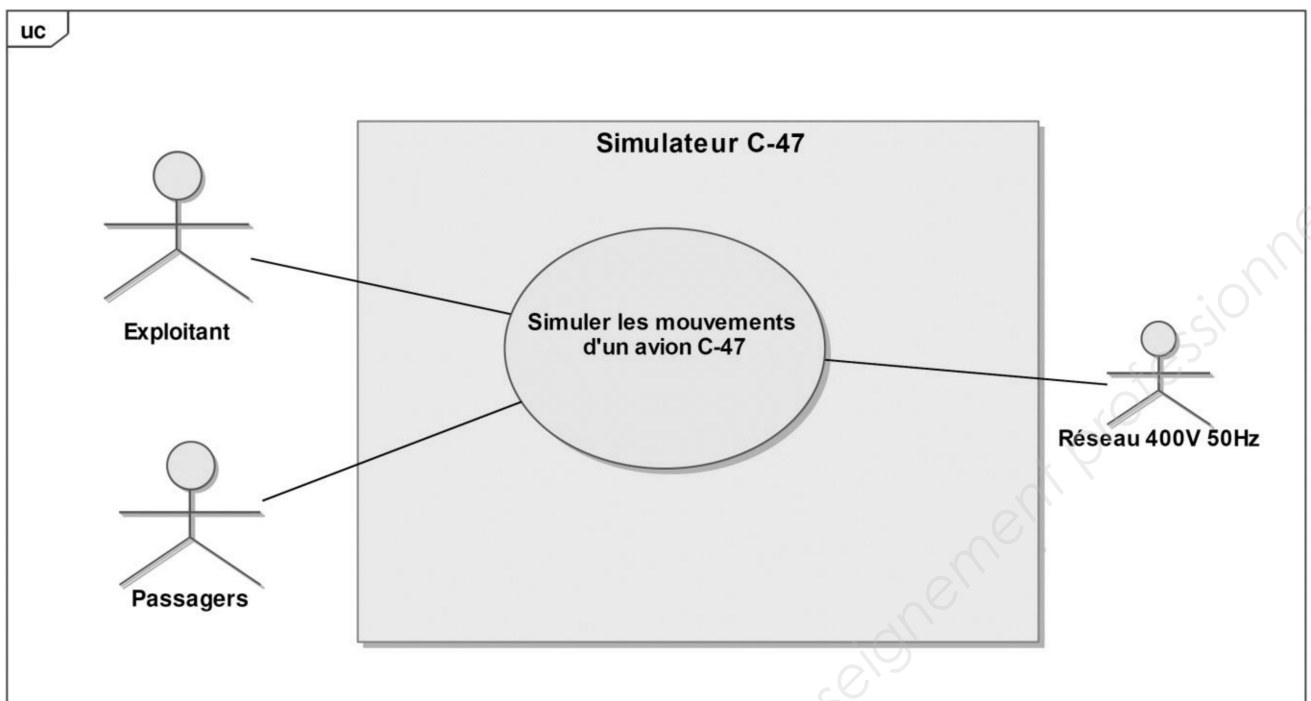 uc
Simulateur C-47
Exploitant
Simuler les mouvements
d'un avion C-47
Réseau 400V 50Hz
Passagers